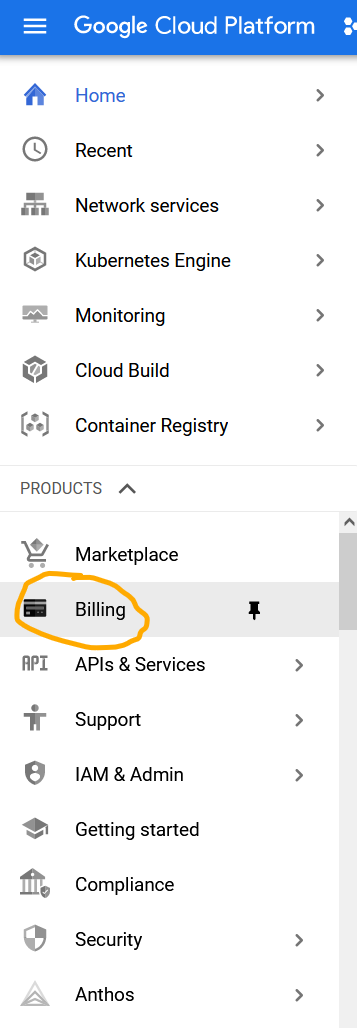 Google Cloud Platform
Home
Recent
Network services
Kubernetes Engine
Monitoring
Cloud Build
Container Registry
PRODUCTS
Marketplace
Billing
API APIs & Services
Support
IAM & Admin
Getting started
Compliance
Security
Anthos